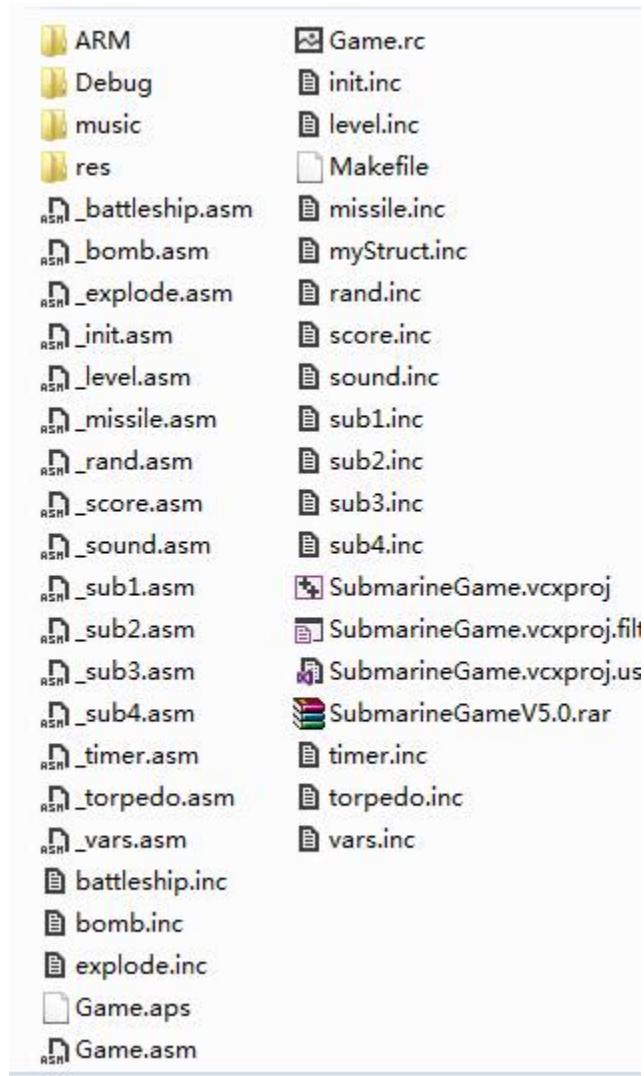 ARM
Debug
music
res
_battleship.asm
_bomb.asm
_explode.asm
_init.asm
_level.asm
_missile.asm
_rand.asm
_score.asm
_sound.asm
_sub1.asm
_sub2.asm
_sub3.asm
_sub4.asm
_timer.asm
_torpedo.asm
_vars.asm
battleship.inc
bomb.inc
explode.inc
Game.aps
Game.asm
Game.rc
init.inc
level.inc
Makefile
missile.inc
myStruct.inc
rand.inc
score.inc
sound.inc
sub1.inc
sub2.inc
sub3.inc
sub4.inc
SubmarineGame.vcxproj
SubmarineGame.vcxproj.filt
SubmarineGame.vcxproj.us
SubmarineGameV5.0.rar
timer.inc
torpedo.inc
vars.inc